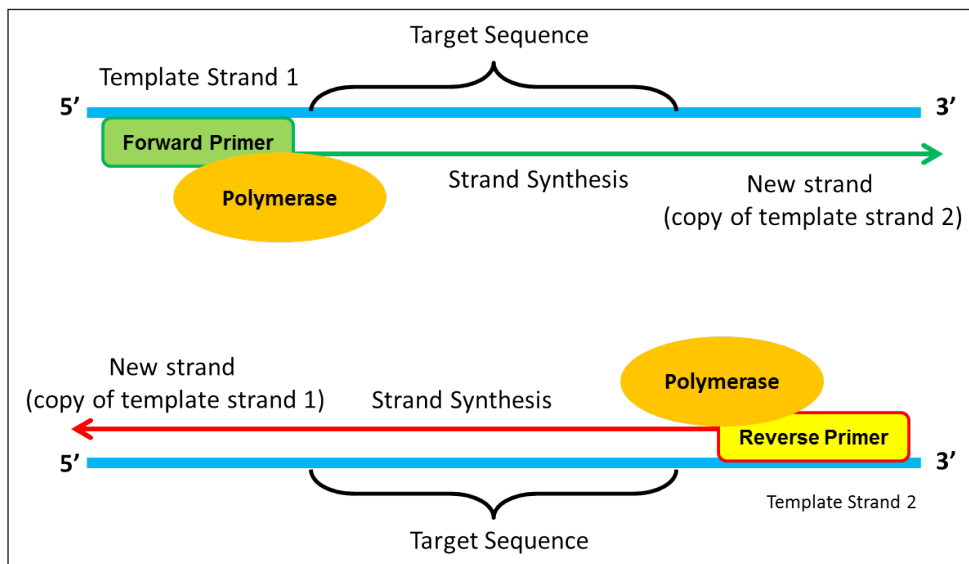 Target Sequence
Template Strand 1
5’
3’
Forward Primer
Polymerase
Strand Synthesis
New strand
(copy of template strand 2)
New strand
(copy of template strand 1)
Strand Synthesis
Polymerase
Reverse Primer
5’
3’
Template Strand 2
Target Sequence